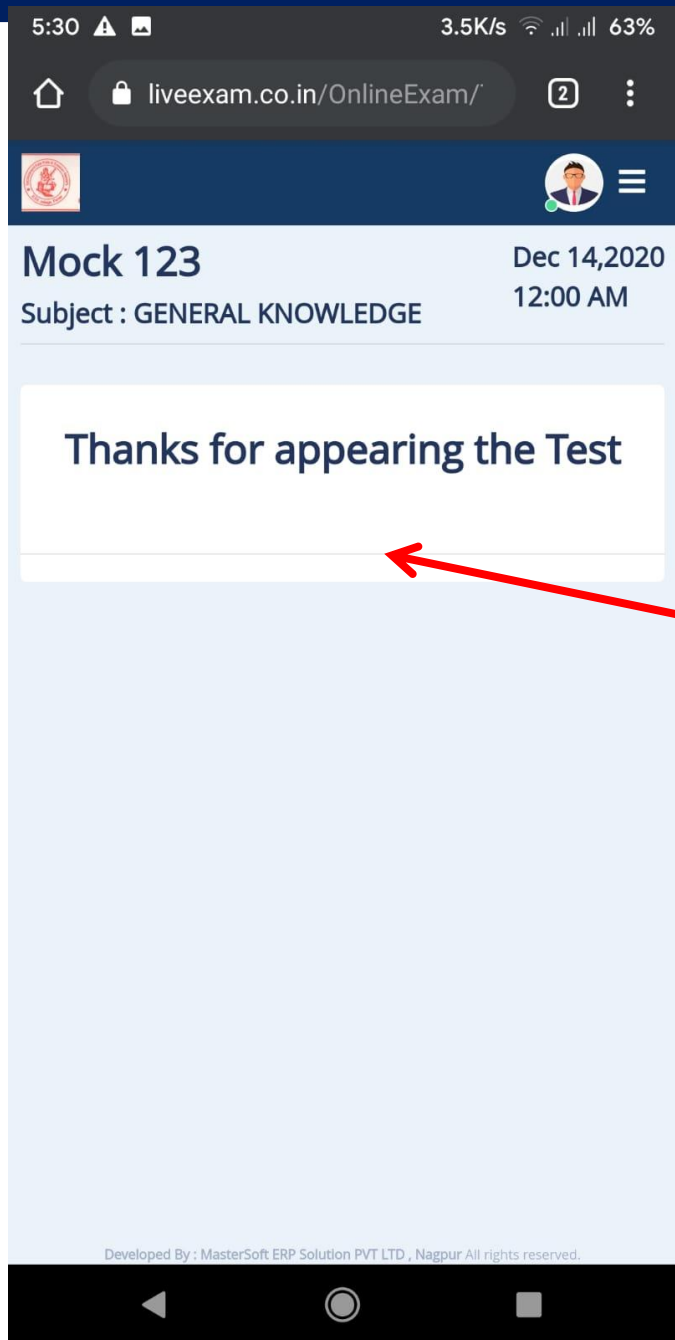 5:30 3.5K/s 63%
liveexam.co.in/OnlineExam/ 2
Mock 123
Dec 14,2020
12:00 AM
Subject : GENERAL KNOWLEDGE
Thanks for appearing the Test
Developed By : MasterSoft ERP Solution PVT LTD , Nagpur All rights reserved.